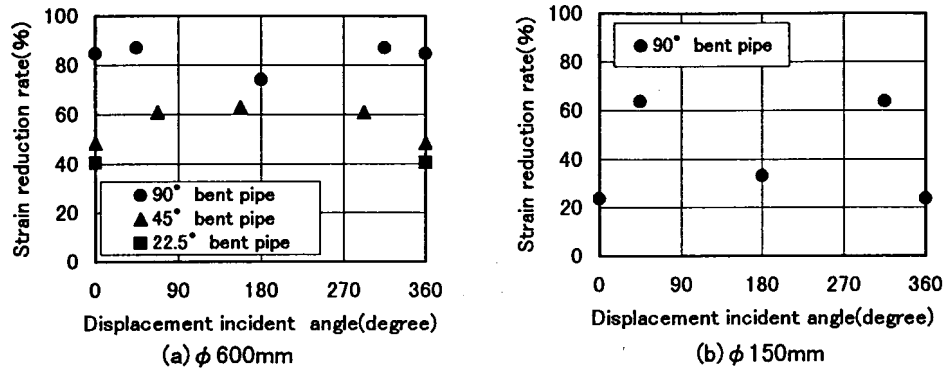 100
80
60
40
20
0
Strain reduction rate(%)
● 90° bent pipe
▲ 45° bent pipe
■ 22.5° bent pipe
0 90 180 270 360
Displacement incident angle(degree)
(a) φ 600mm
100
80
60
40
20
0
Strain reduction rate(%)
● 90° bent pipe
0 90 180 270 360
Displacement incident angle(degree)
(b) φ 150mm